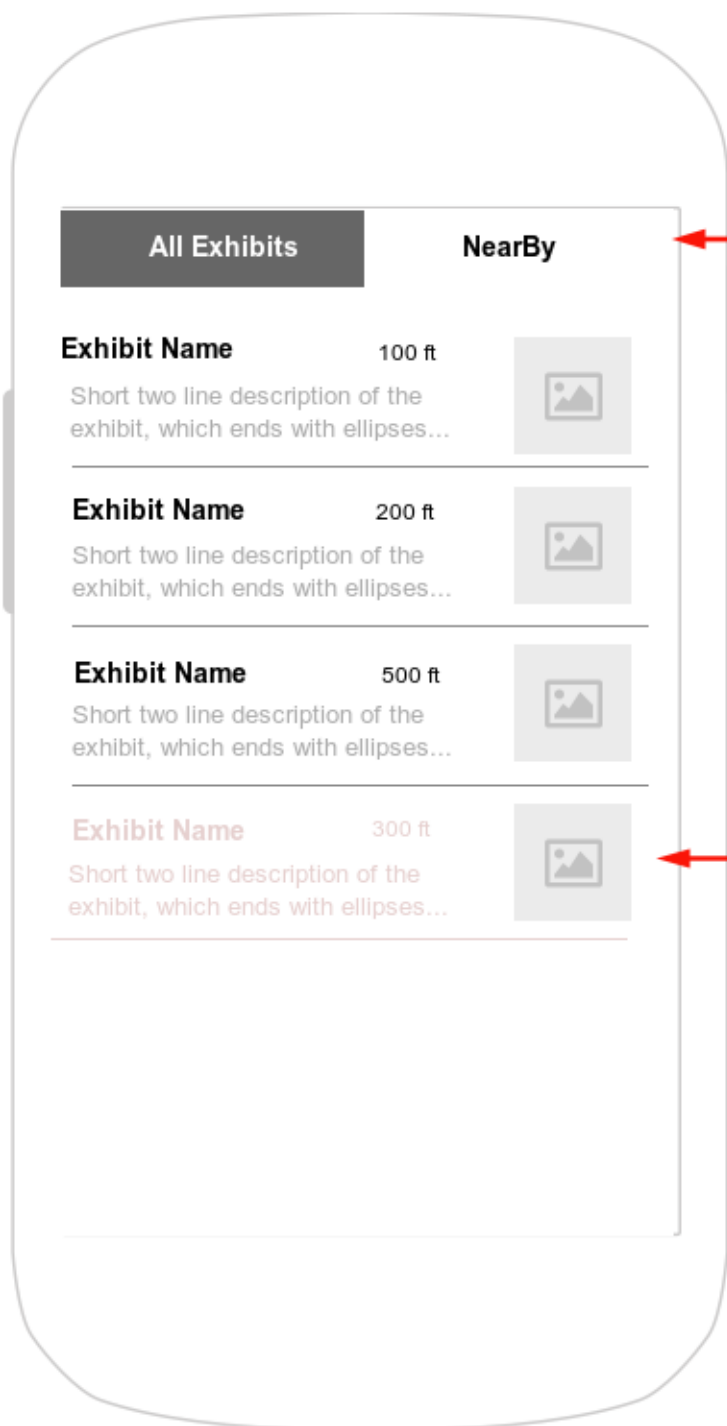 All Exhibits NearBy
Exhibit Name 100 ft
Short two line description of the
exhibit, which ends with ellipses...
Exhibit Name 200 ft
Short two line description of the
exhibit, which ends with ellipses...
Exhibit Name 500 ft
Short two line description of the
exhibit, which ends with ellipses...
Exhibit Name 300 ft
Short two line description of the
exhibit, which ends with ellipses...